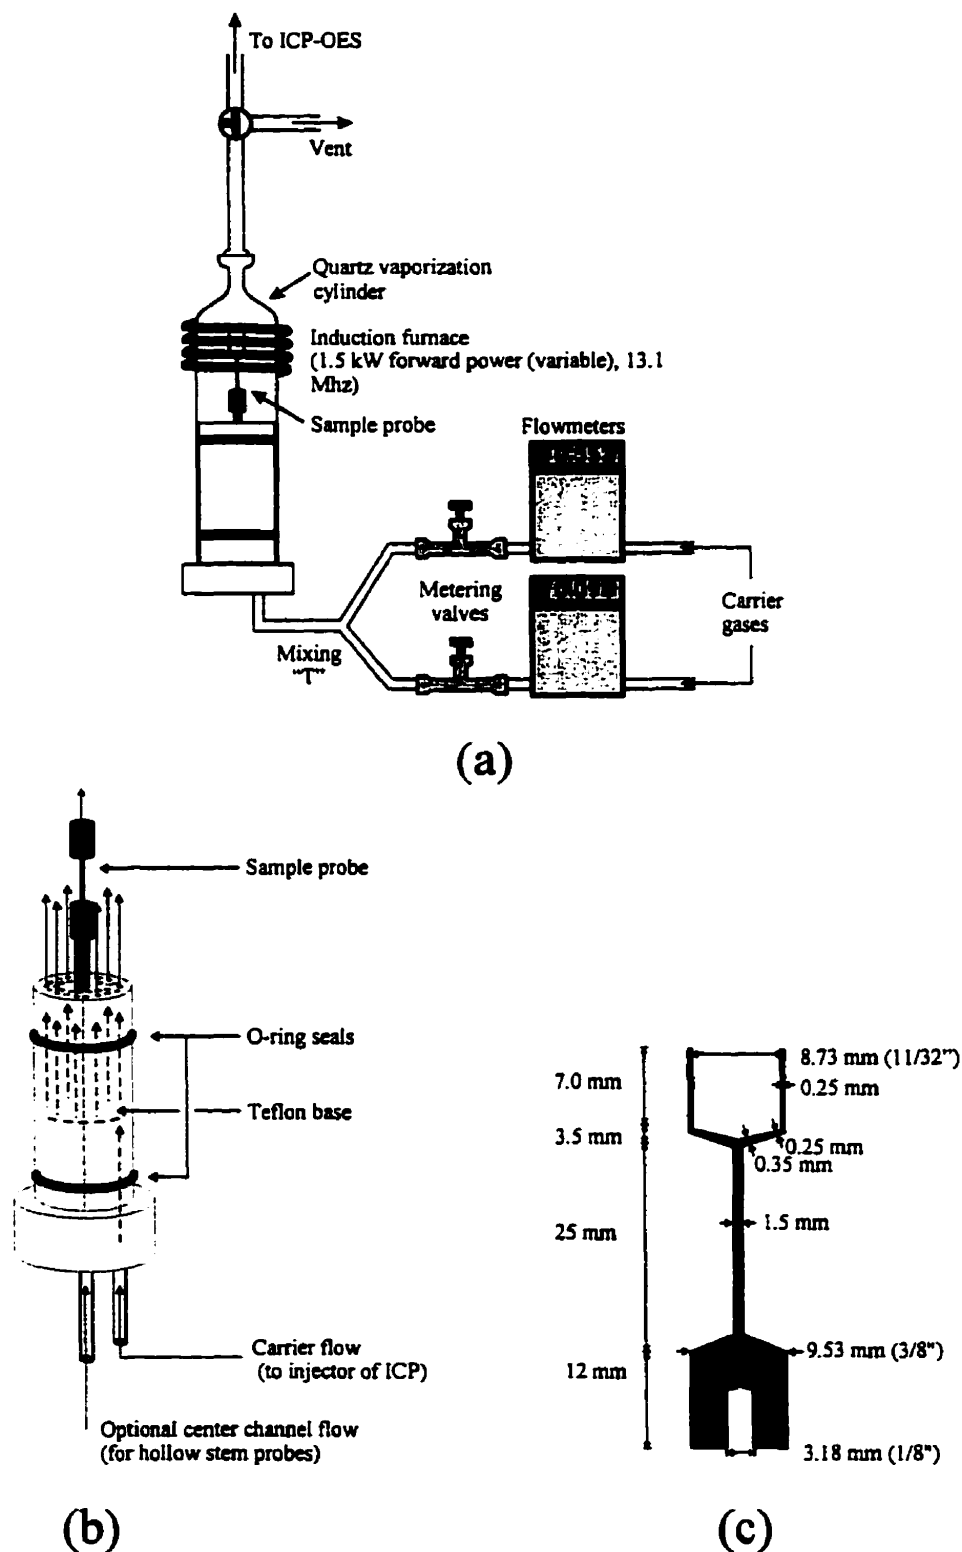 To ICP-OES
Vent
Quartz vaporization
cylinder
Induction furnace
(1.5 kW forward power (variable), 13.1
Mhz)
Sample probe
Flowmeters
Metering
valves
Carrier
gases
Mixing
"T"
(a)
Sample probe
O-ring seals
Teflon base
Carrier flow
(to injector of ICP)
Optional center channel flow
(for hollow stem probes)
(b)
8.73 mm (11/32")
7.0 mm
0.25 mm
3.5 mm
0.25 mm
0.35 mm
25 mm
1.5 mm
9.53 mm (3/8")
12 mm
3.18 mm (1/8")
(c)